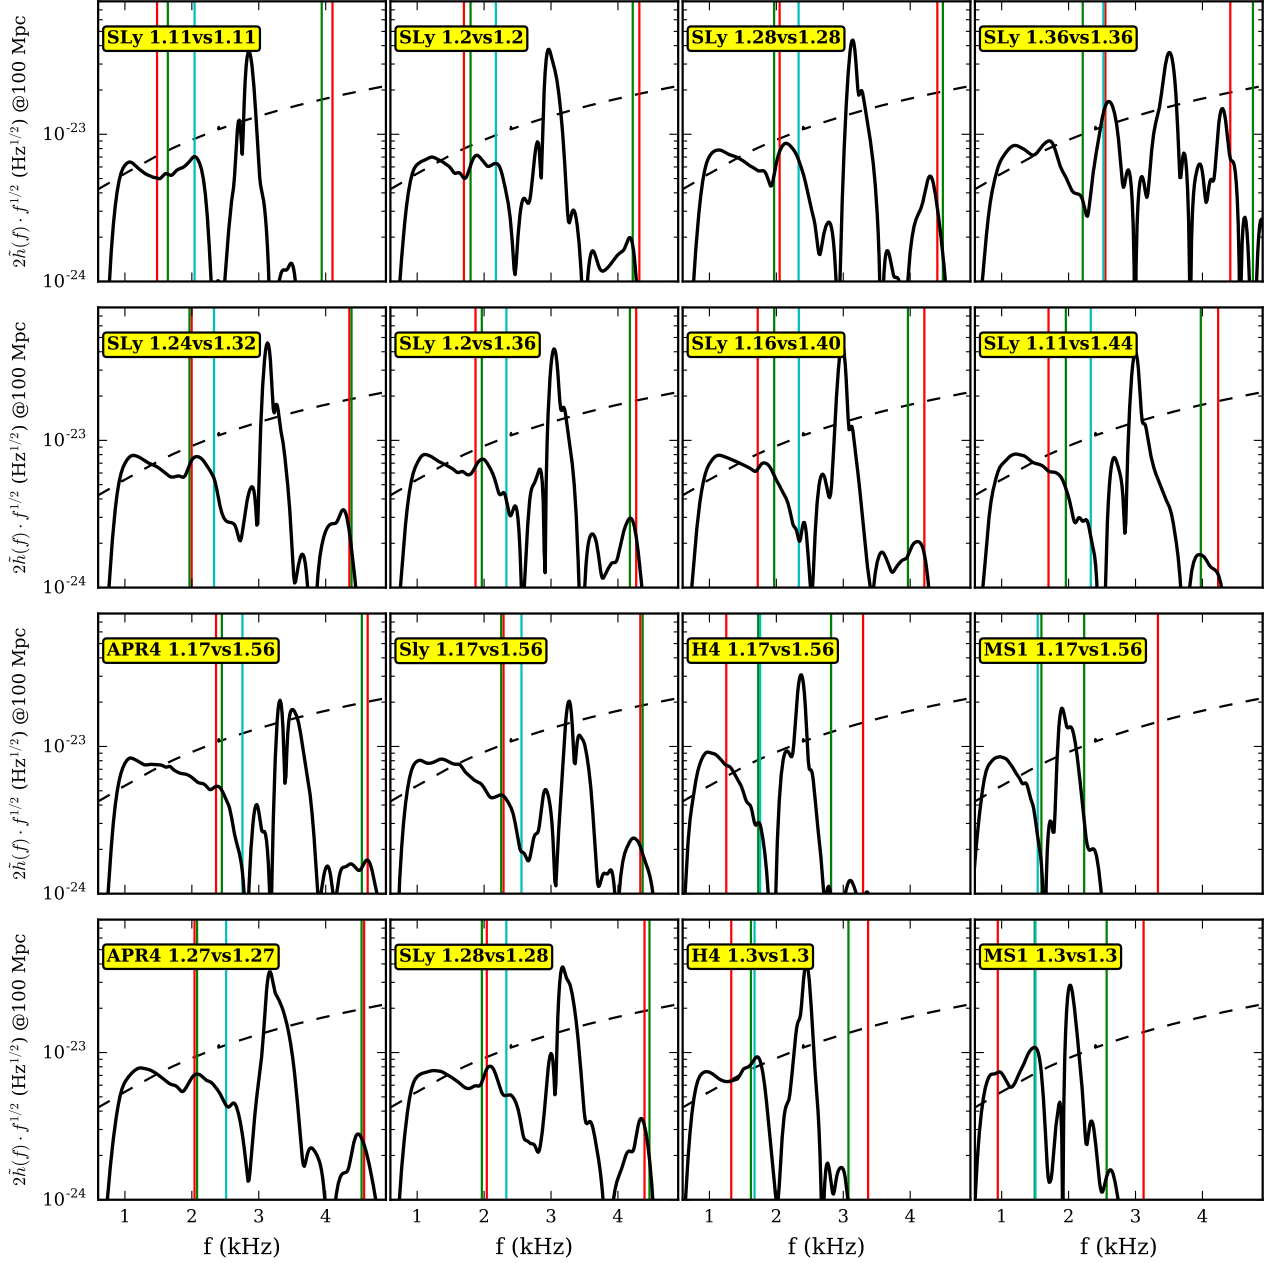 2h̃(f) · f^{1/2} (Hz^{1/2}) @100 Mpc
10^{-23}
10^{-24}
SLy 1.11vs1.11
SLy 1.2vs1.2
SLy 1.28vs1.28
SLy 1.36vs1.36
2h̃(f) · f^{1/2} (Hz^{1/2}) @100 Mpc
10^{-23}
10^{-24}
SLy 1.24vs1.32
SLy 1.2vs1.36
SLy 1.16vs1.40
SLy 1.11vs1.44
2h̃(f) · f^{1/2} (Hz^{1/2}) @100 Mpc
10^{-23}
10^{-24}
APR4 1.17vs1.56
Sly 1.17vs1.56
H4 1.17vs1.56
MS1 1.17vs1.56
2h̃(f) · f^{1/2} (Hz^{1/2}) @100 Mpc
10^{-23}
10^{-24}
APR4 1.27vs1.27
SLy 1.28vs1.28
H4 1.3vs1.3
MS1 1.3vs1.3
1 2 3 4
1 2 3 4
1 2 3 4
1 2 3 4
f (kHz)
f (kHz)
f (kHz)
f (kHz)